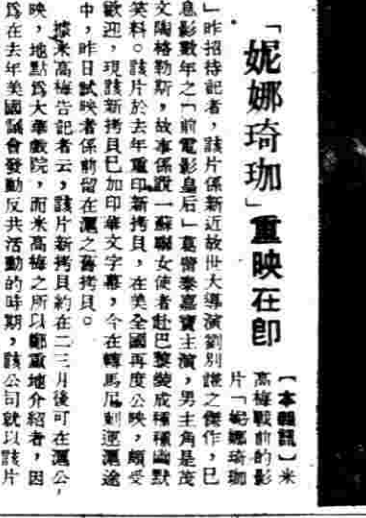 「妮娜琦珈」重映在卽
【本報訊】米
高梅戰前的影
片「妮娜琦珈
」昨招待記者，該片係新近故世大導演劉別謙之傑作，已
息影數年之「前電影皇后」葛留泰嘉寶主演，男主角是茂
文陶格勒斯，故事係踱一蘇聯女使者赴巴黎變成種種幽默
笑料。該片於去年重印新拷貝，在美全國再度公映，頗受
歡迎，現該新拷貝已加印華文字幕，今在轉馬尼刺運滬途
中，昨日試映者係前留在滬之舊拷貝。
據米高梅告記者云，該片新拷貝約在二三月後可在滬公
映，地點爲大華戲院，而米高梅之所以鄭重地介紹者，因
爲在去年美國議會發動反共活動的時期，該公司就以該片